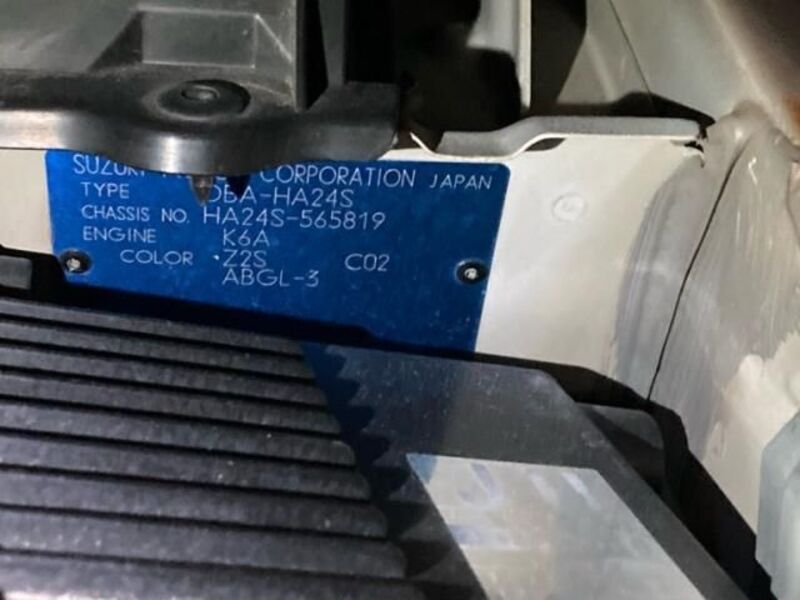 SUZUKI CORPORATION JAPAN
TYPE DBA-HA24S
CHASSIS NO. HA24S-565819
ENGINE K6A
COLOR Z2S C02
ABGL-3